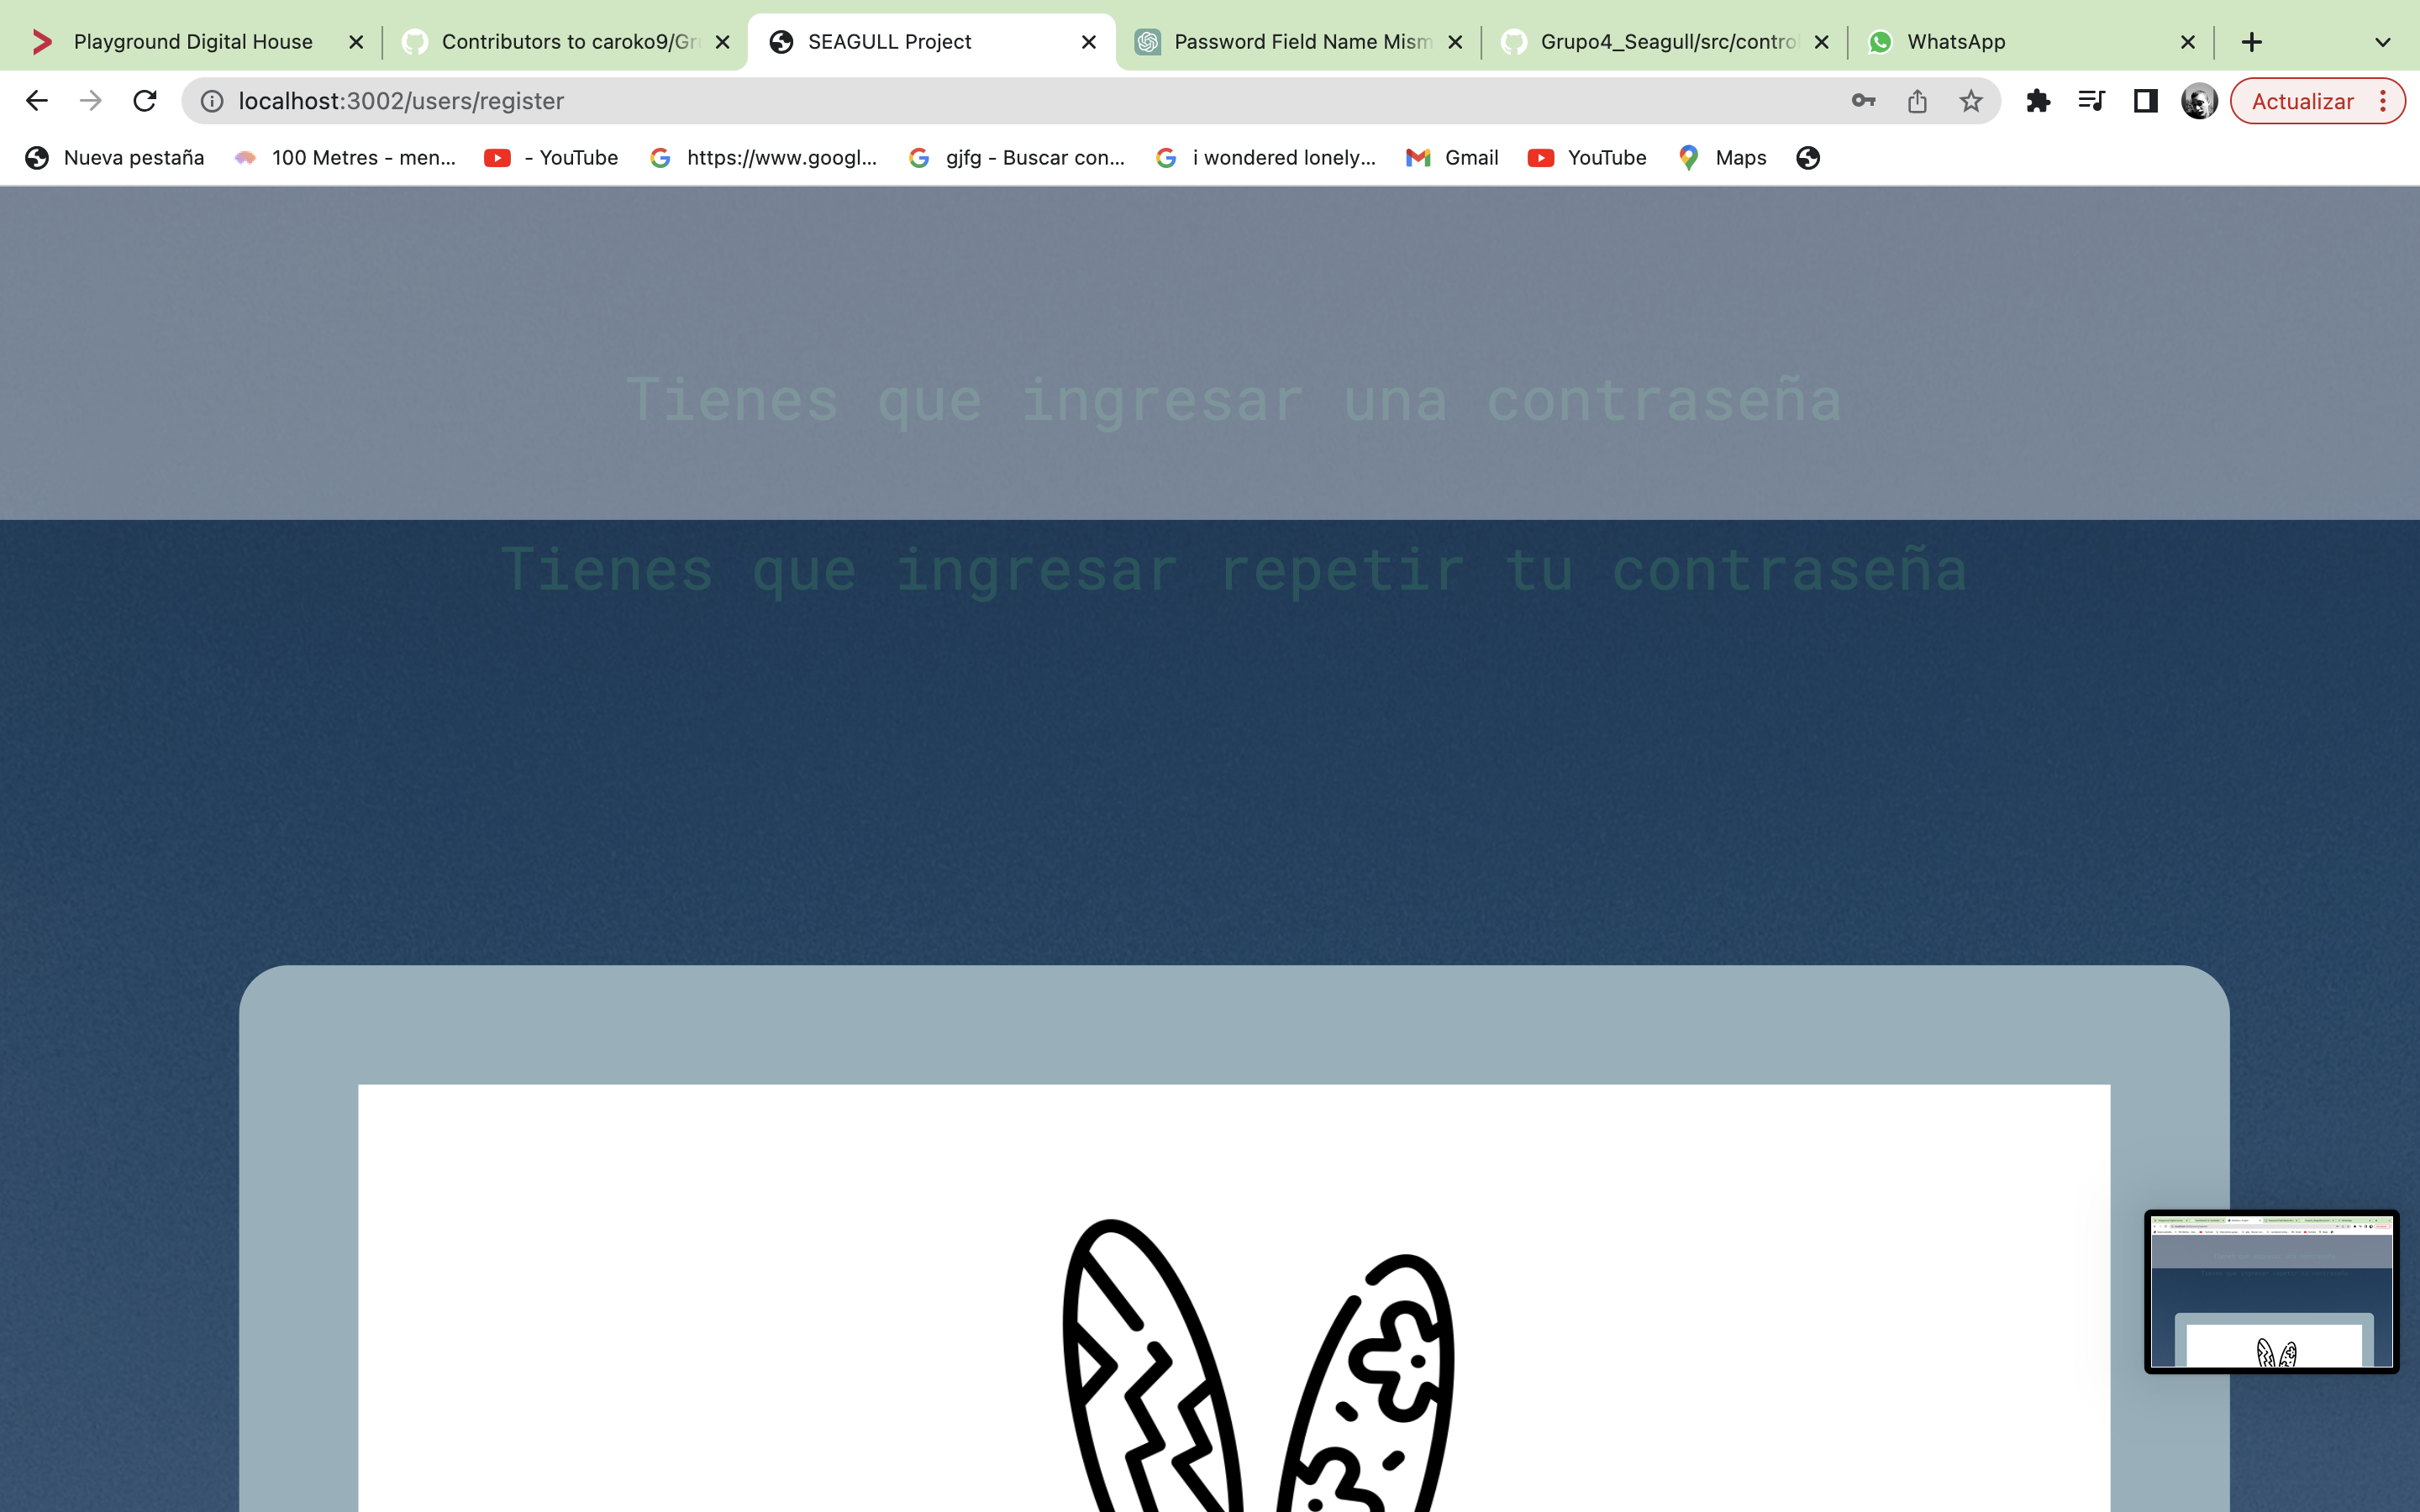 Playground Digital House
Contributors to caroko9/Gr
SEAGULL Project
Password Field Name Mism
Grupo4_Seagull/src/contro
WhatsApp
localhost:3002/users/register
Actualizar
Nueva pestaña
100 Metres - men...
- YouTube
https://www.googl...
gjfg - Buscar con...
i wondered lonely...
Gmail
YouTube
Maps
Tienes que ingresar una contraseña
Tienes que ingresar repetir tu contraseña